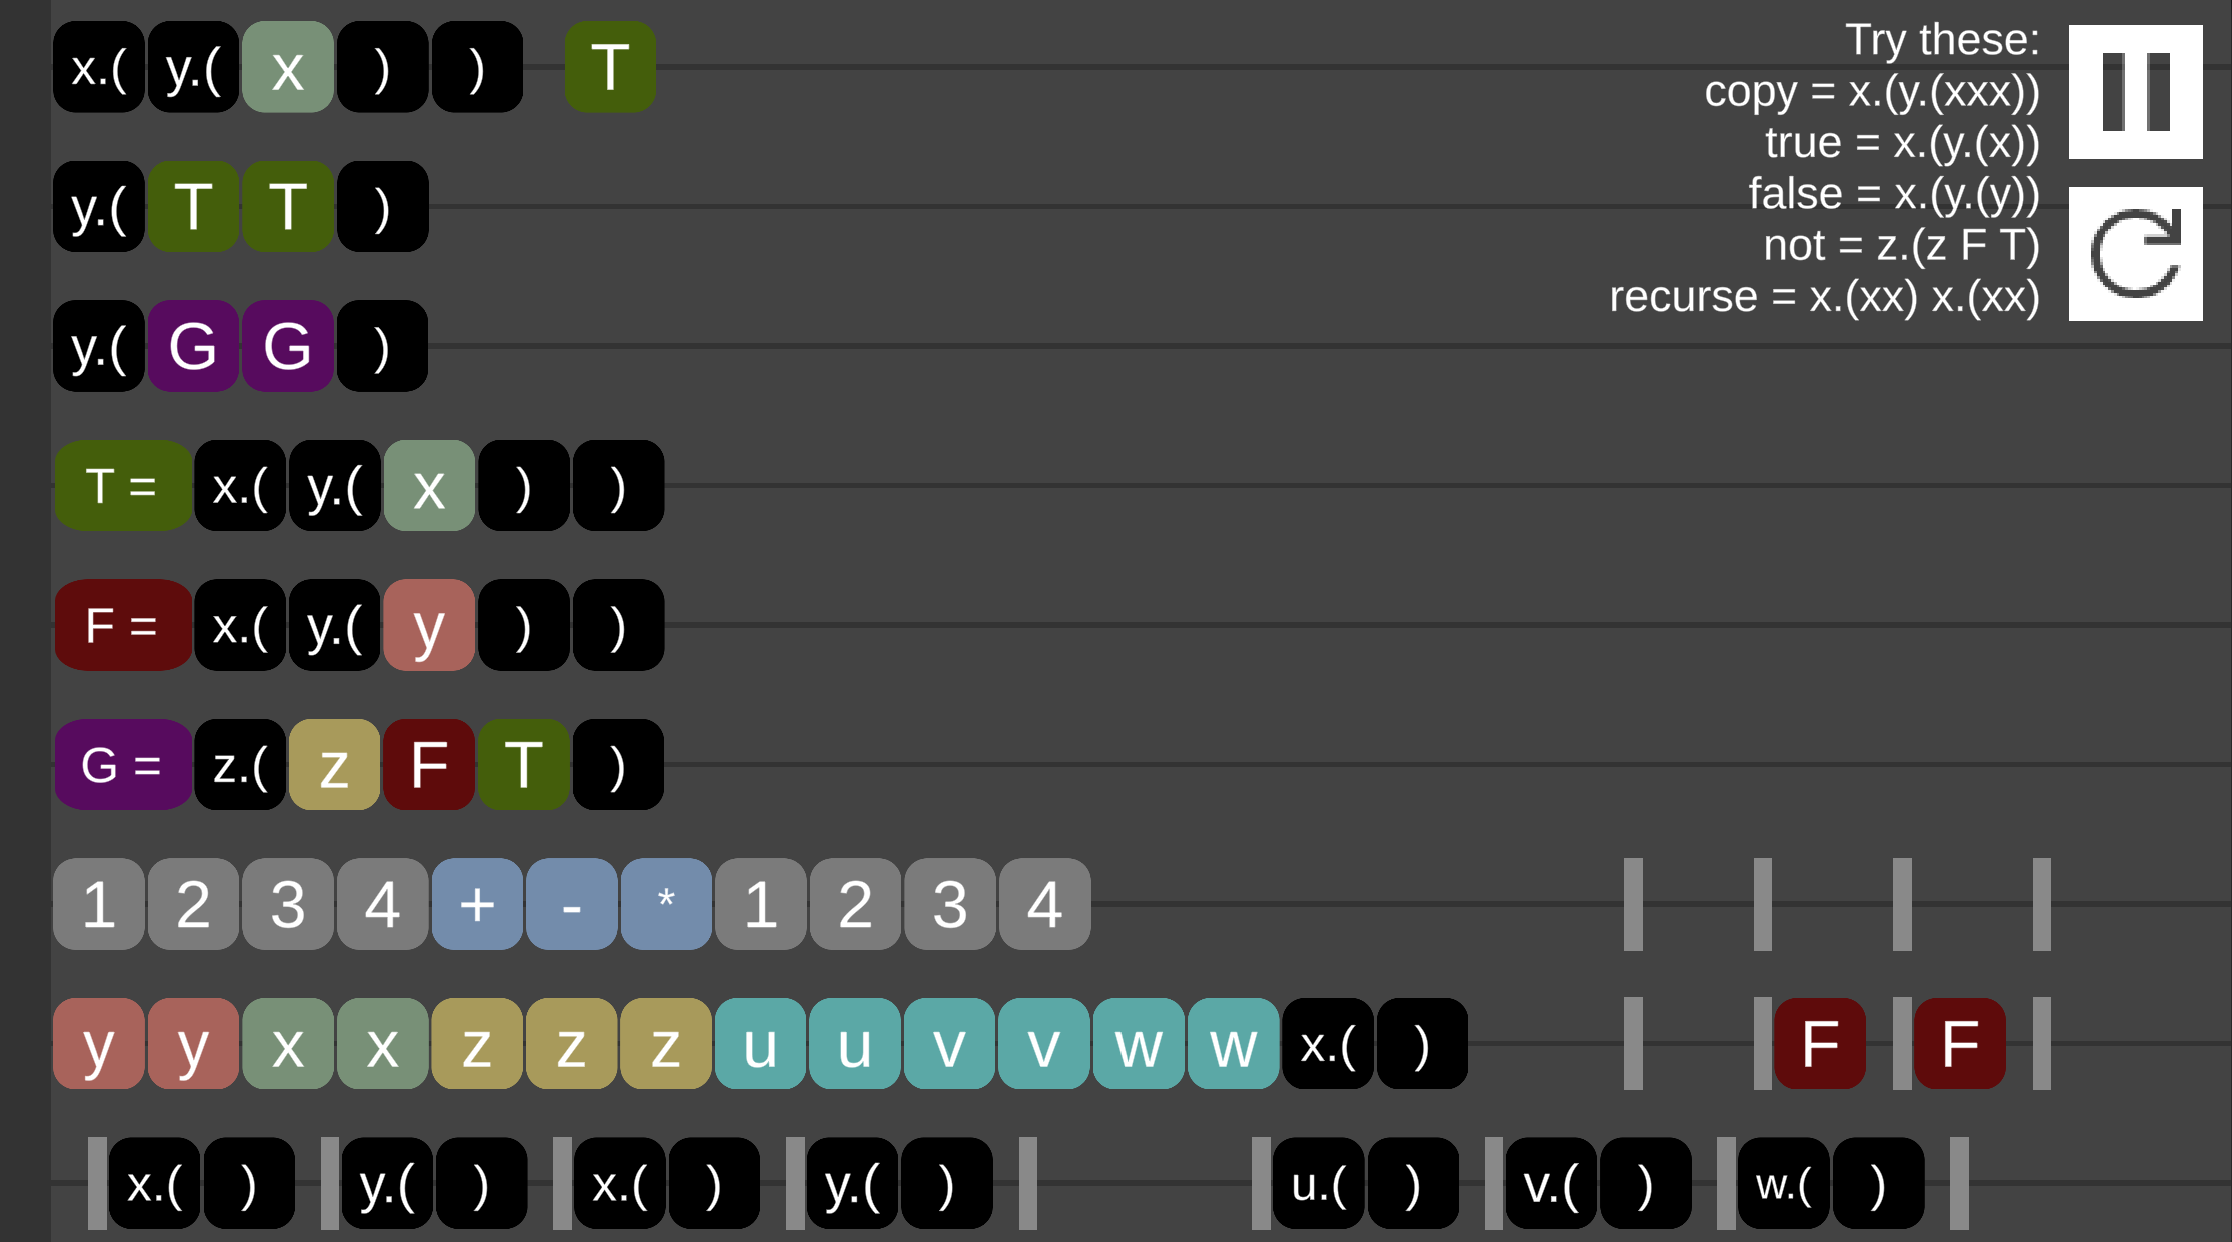 x.( y.( x ) ) T
Try these:
copy = x.(y.(xxx))
true = x.(y.(x))
false = x.(y.(y))
not = z.(z F T)
recurse = x.(xx) x.(xx)
y.( T T )
y.( G G )
T = x.( y.( x ) )
F = x.( y.( y ) )
G = z.( z F T )
1 2 3 4 + - * 1 2 3 4
y y x x z z z u u v v w w x.( ) F F
x.( ) y.( ) x.( ) y.( ) u.( ) v.( ) w.( )